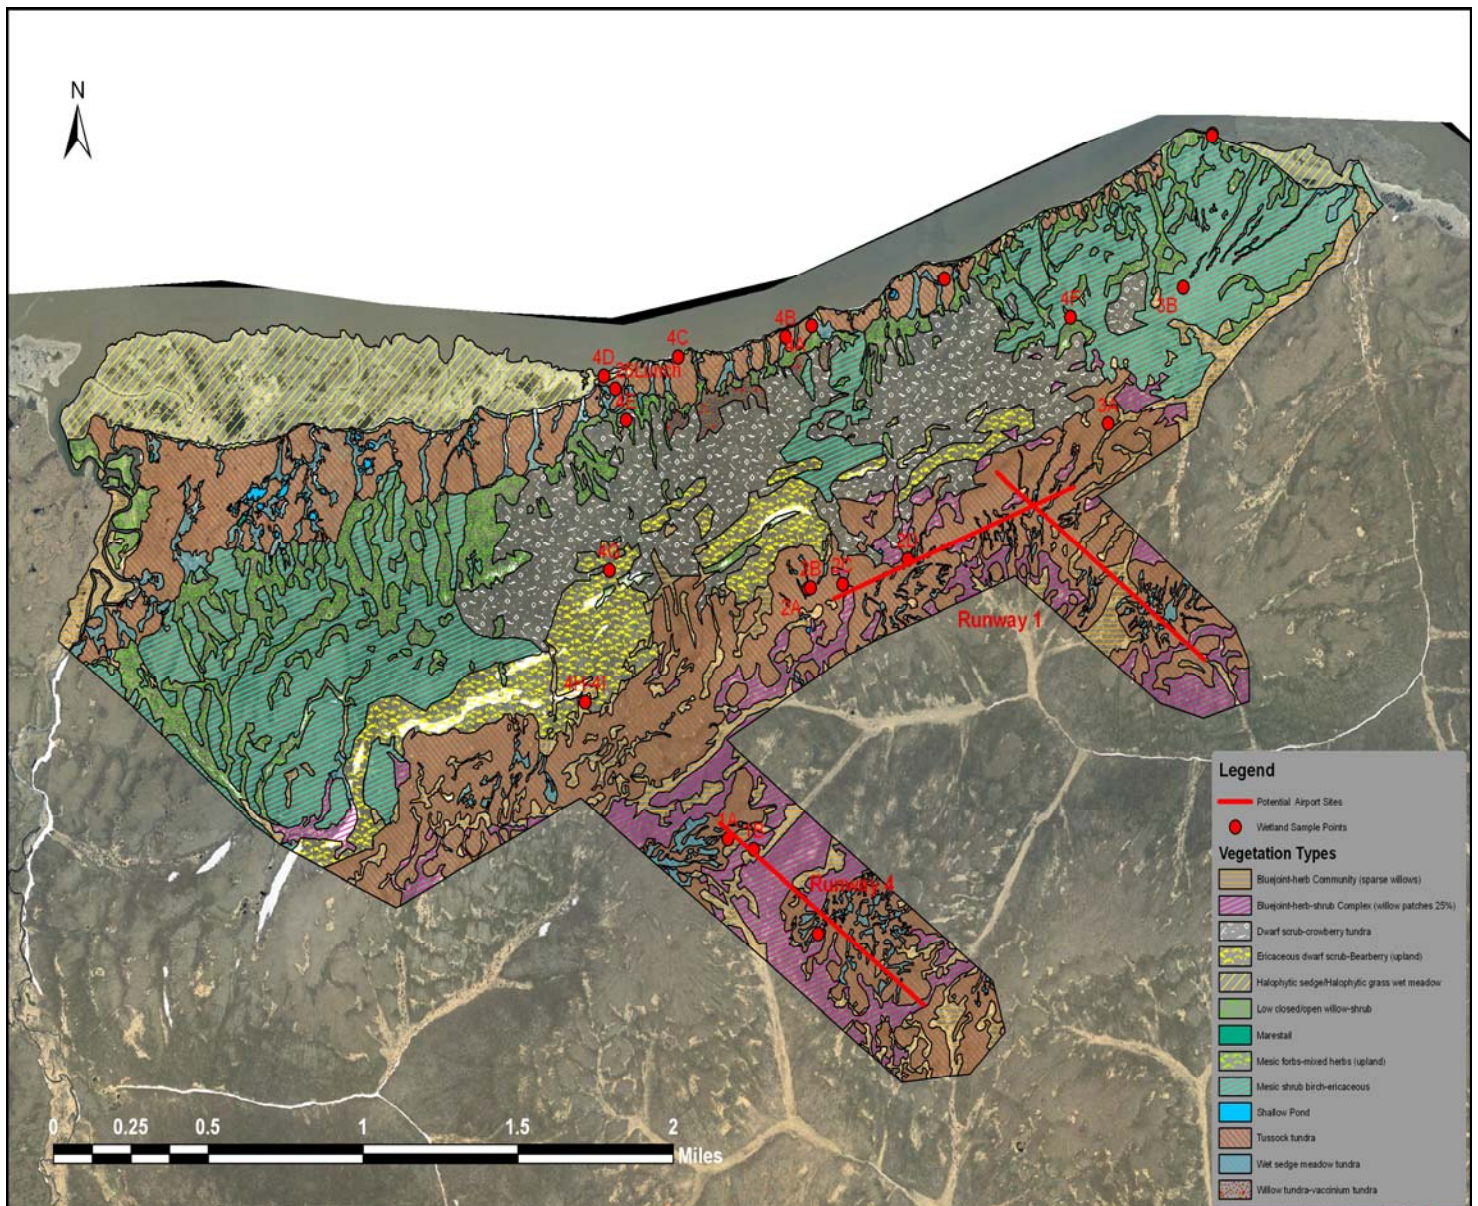 N
4F
3B
4B
4C
4D
3A
4G
2B
2C
2A
Runway 1
4H-4I
Runway 4
0 0.25 0.5 1 1.5 2
Miles
Legend
Potential Airport Sites
Wetland Sample Points
Vegetation Types
Bluejoint-herb Community (sparse willows)
Bluejoint-herb-shrub Complex (willow patches 25%)
Dwarf scrub-crowberry tundra
Ericaceous dwarf scrub-Bearberry (upland)
Halophytic sedge/Halophytic grass wet meadow
Low closed/open willow-shrub
Marestail
Mesic forbs-mixed herbs (upland)
Mesic shrub birch-ericaceous
Shallow Pond
Tussock tundra
Wet sedge meadow tundra
Willow tundra-vaccinium tundra